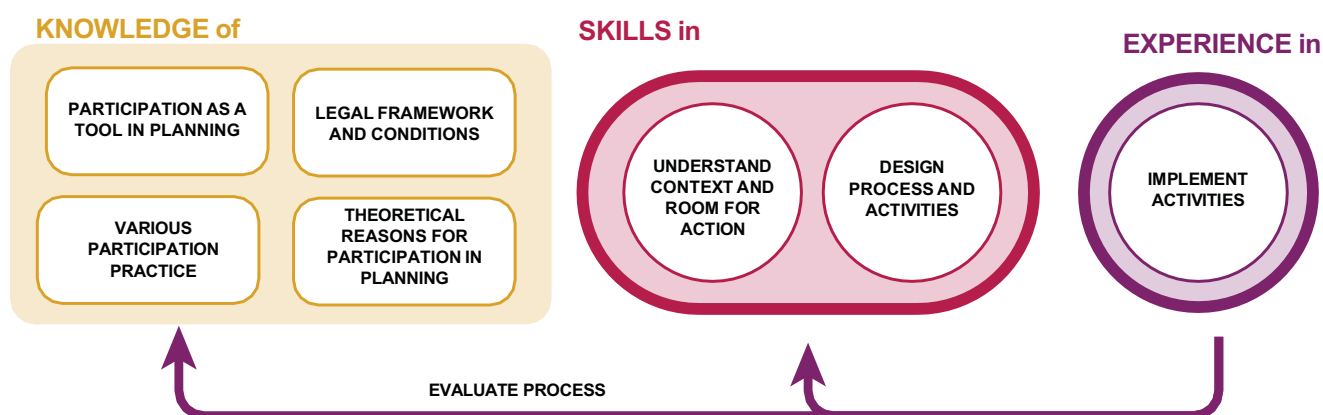 KNOWLEDGE of
PARTICIPATION AS A
TOOL IN PLANNING
LEGAL FRAMEWORK
AND CONDITIONS
VARIOUS
PARTICIPATION
PRACTICE
THEORETICAL
REASONS FOR
PARTICIPATION IN
PLANNING
SKILLS in
UNDERSTAND
CONTEXT AND
ROOM FOR
ACTION
DESIGN
PROCESS AND
ACTIVITIES
EXPERIENCE in
IMPLEMENT
ACTIVITIES
EVALUATE PROCESS